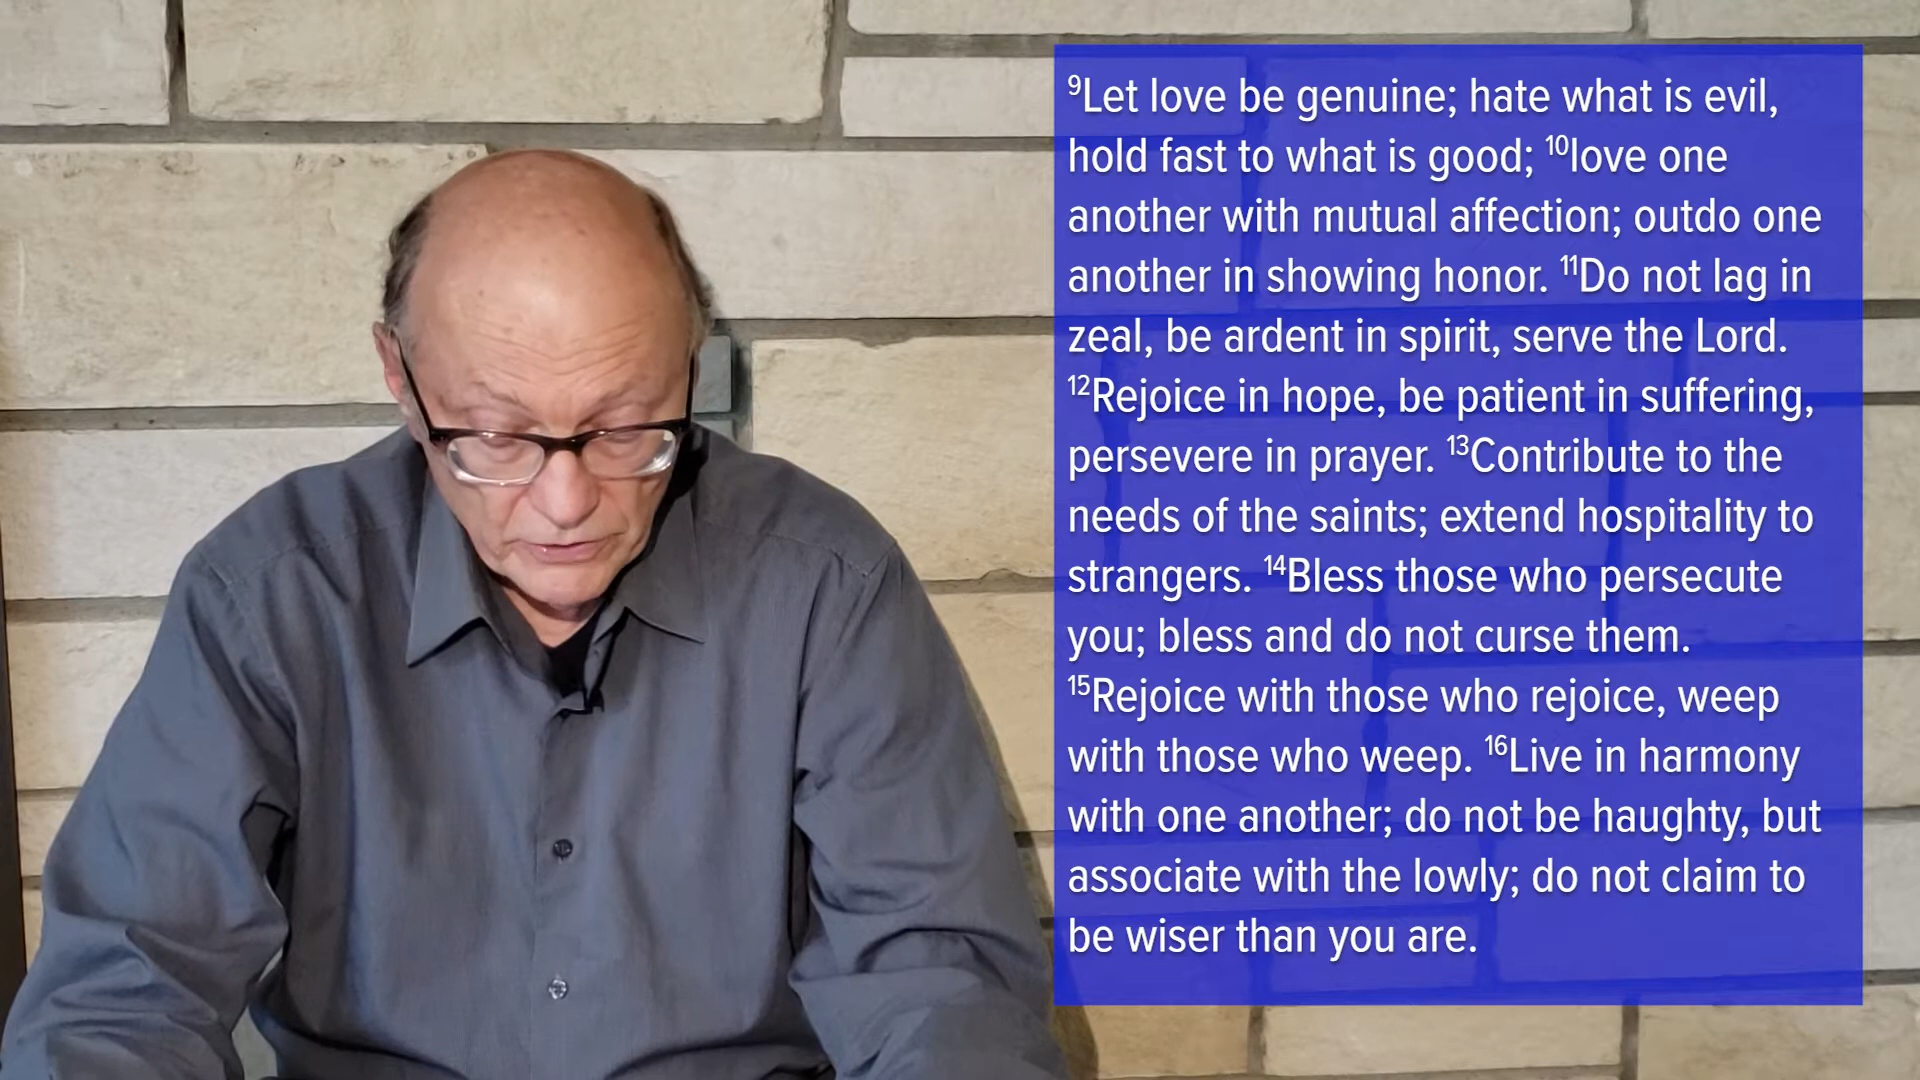 ⁹Let love be genuine; hate what is evil,
hold fast to what is good; ¹⁰love one
another with mutual affection; outdo one
another in showing honor. ¹¹Do not lag in
zeal, be ardent in spirit, serve the Lord.
¹²Rejoice in hope, be patient in suffering,
persevere in prayer. ¹³Contribute to the
needs of the saints; extend hospitality to
strangers. ¹⁴Bless those who persecute
you; bless and do not curse them.
¹⁵Rejoice with those who rejoice, weep
with those who weep. ¹⁶Live in harmony
with one another; do not be haughty, but
associate with the lowly; do not claim to
be wiser than you are.